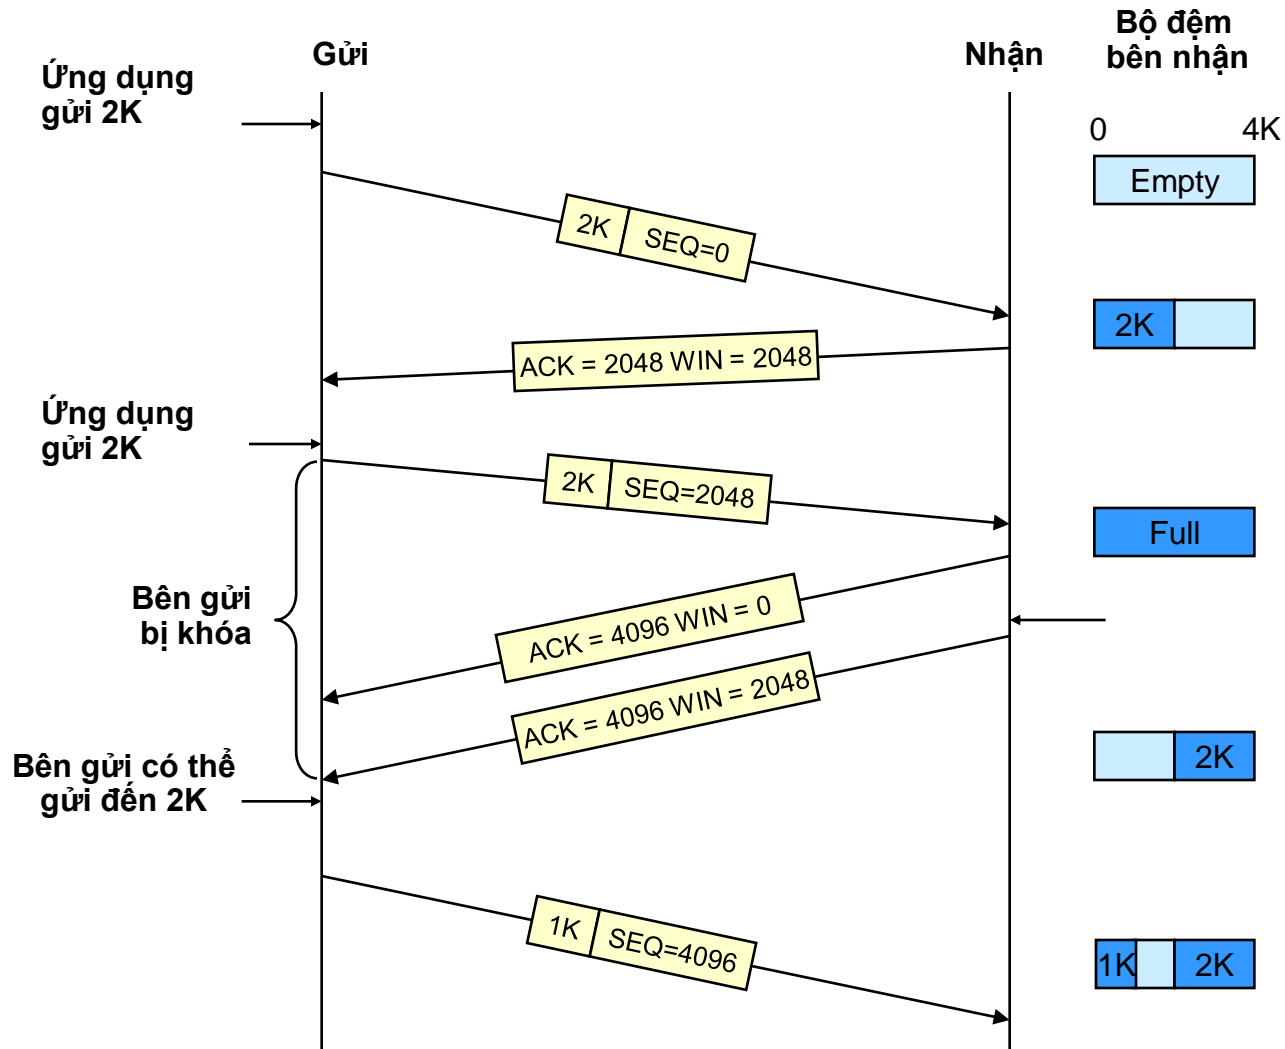 Bộ đệm
bên nhận
Gửi
Nhận
Ứng dụng
gửi 2K
0
4K
Empty
2K
SEQ=0
2K
ACK = 2048 WIN = 2048
Ứng dụng
gửi 2K
2K
SEQ=2048
Full
Bên gửi
bị khóa
ACK = 4096 WIN = 0
ACK = 4096 WIN = 2048
2K
Bên gửi có thể
gửi đến 2K
1K
SEQ=4096
1K
2K